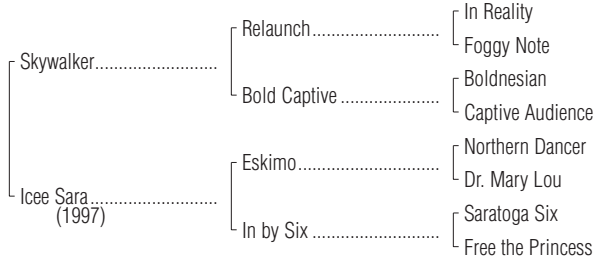 In Reality
Relaunch
Foggy Note
Skywalker
Boldnesian
Bold Captive
Captive Audience
Northern Dancer
Eskimo
Dr. Mary Lou
Icee Sara
(1997)
Saratoga Six
In by Six
Free the Princess